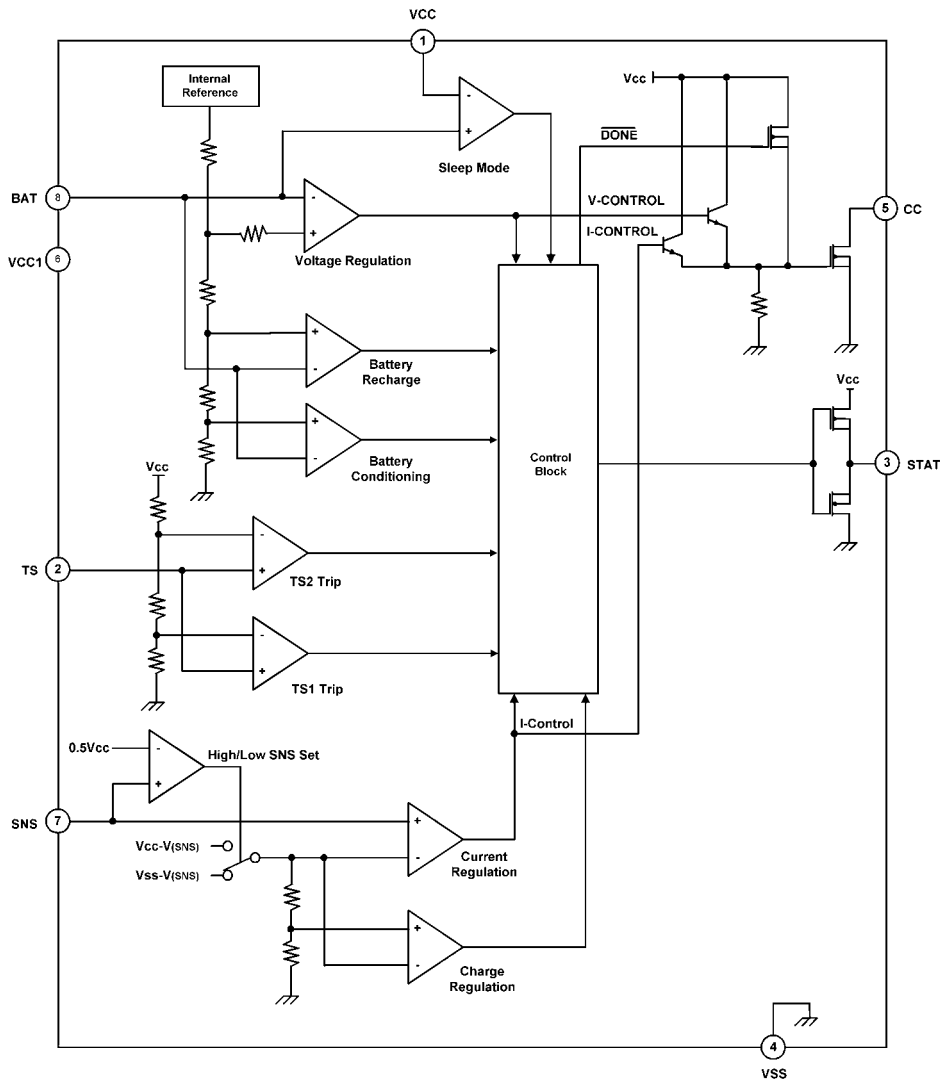 VCC
1
Internal
Reference
-
+
Sleep Mode
Vcc
DONE
BAT
8
-
+
Voltage Regulation
V-CONTROL
I-CONTROL
5
CC
VCC1
6
+
-
Battery
Recharge
+
-
Battery
Conditioning
Control
Block
Vcc
3
STAT
Vcc
TS
2
-
+
TS2 Trip
-
+
TS1 Trip
I-Control
0.5Vcc
-
+
High/Low SNS Set
SNS
7
Vcc-V(SNS)
Vss-V(SNS)
+
-
Current
Regulation
+
-
Charge
Regulation
4
VSS